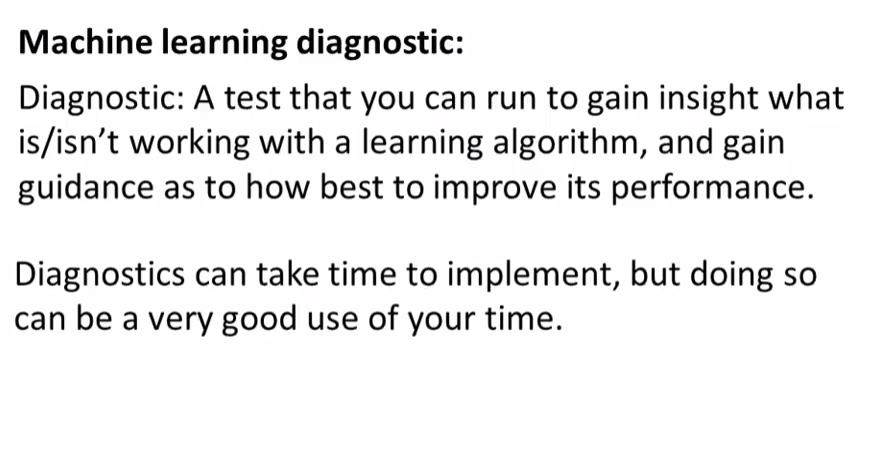 Machine learning diagnostic:
Diagnostic: A test that you can run to gain insight what
is/isn’t working with a learning algorithm, and gain
guidance as to how best to improve its performance.
Diagnostics can take time to implement, but doing so
can be a very good use of your time.